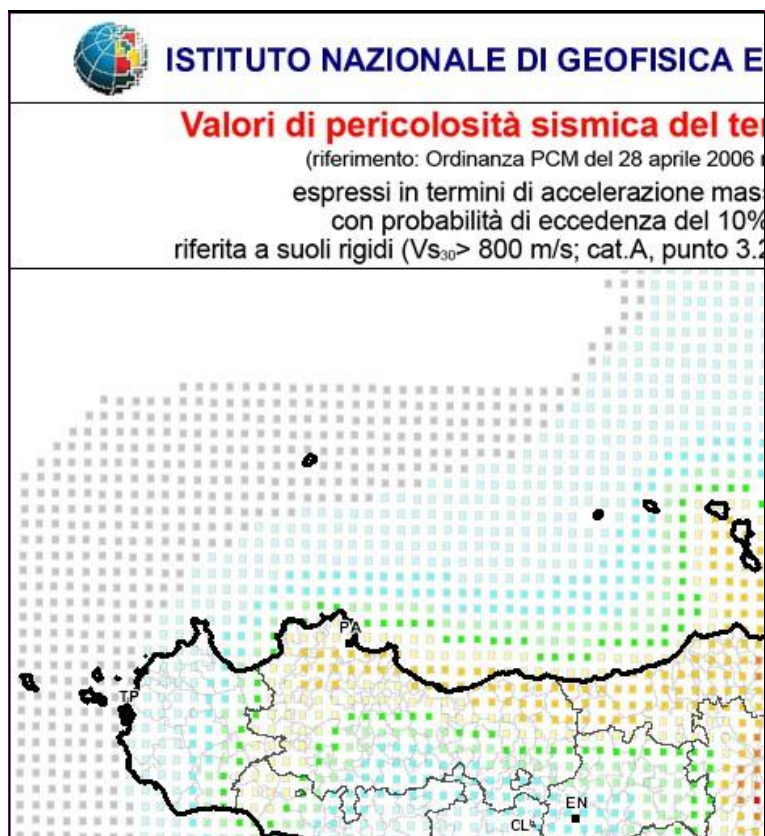 ISTITUTO NAZIONALE DI GEOFISICA E
Valori di pericolosità sismica del ter
(riferimento: Ordinanza PCM del 28 aprile 2006 n
espressi in termini di accelerazione mass
con probabilità di eccedenza del 10%
riferita a suoli rigidi (Vs₃₀> 800 m/s; cat.A, punto 3.2
PA
TP
EN
CL